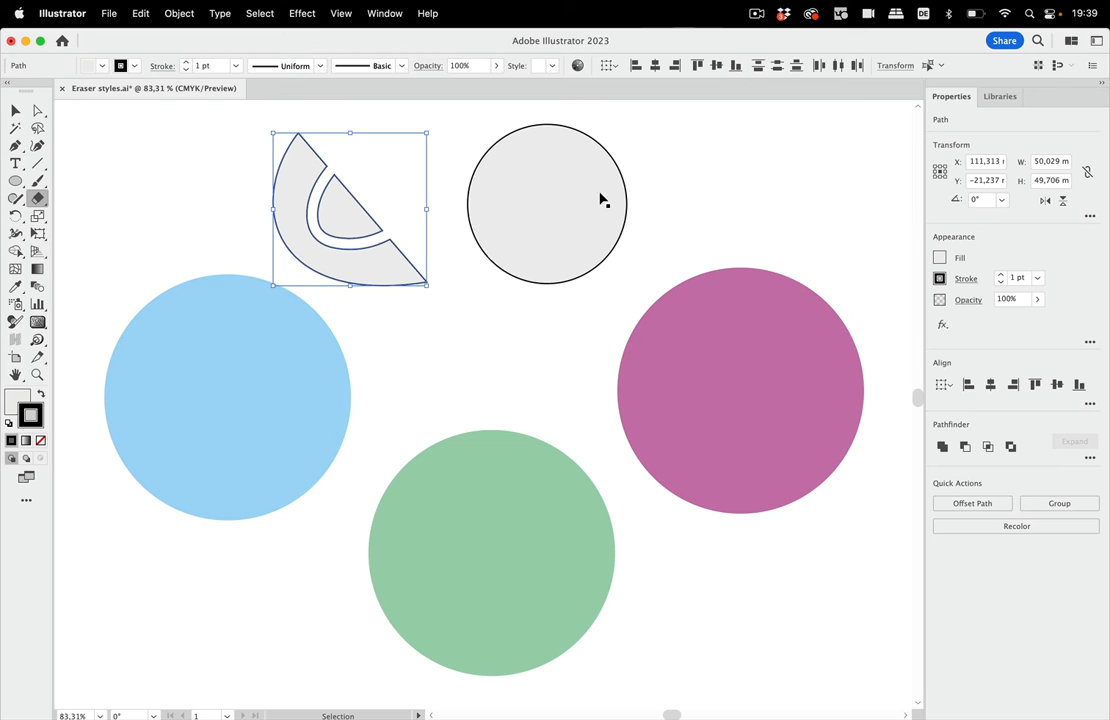 Illustrator File Edit Object Type Select Effect View Window Help 3 DE 19:39
Adobe Illustrator 2023 Share
Path Stroke: 1 pt Uniform Basic Opacity: 100% Style: Transform
× Eraser styles.ai* @ 83,31 % (CMYK/Preview)
Properties Libraries
Path
Transform
X: 111,313 W: 50,029 m
Y: -21,237 H: 49,706 m
0°
Appearance
Fill
Stroke 1 pt
Opacity 100%
fx.
Align
Pathfinder
Expand
Quick Actions
Offset Path Group
Recolor
83,31% 0° 1 Selection